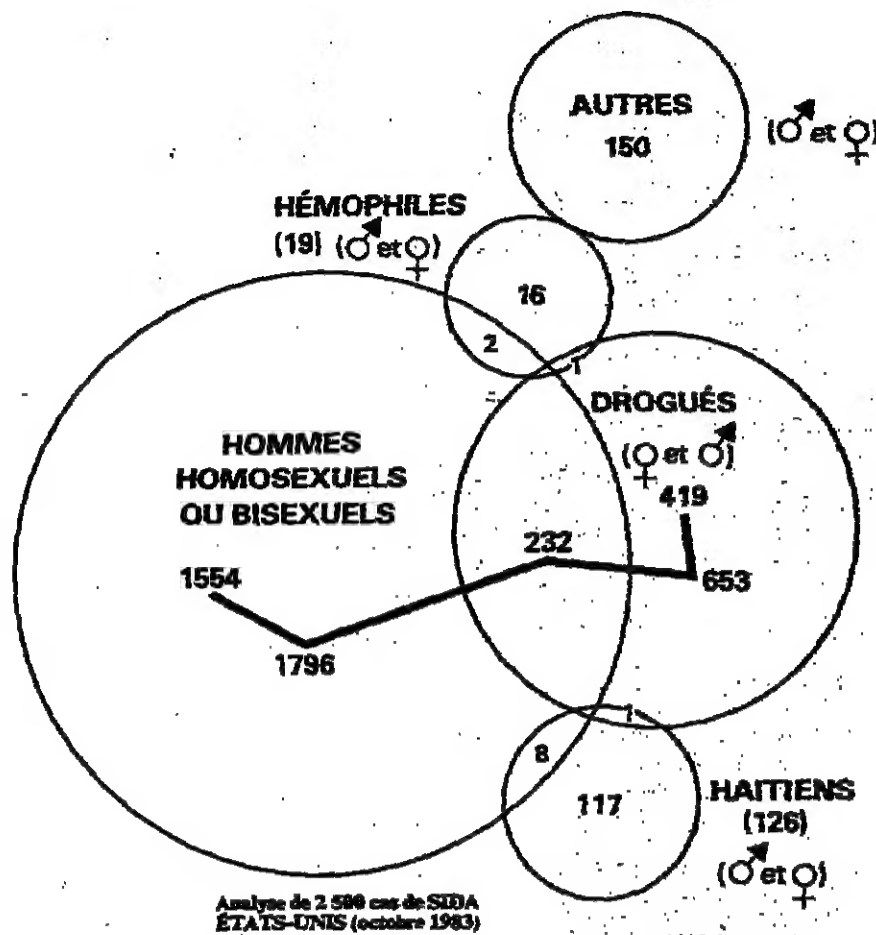 AUTRES
150
(♂ et ♀)
HÉMOPHILES
(19) (♂ et ♀)
16
2
1
DROGUÉS
(♀ et ♂)
419
HOMMES
HOMOSEXUELS
OU BISEXUELS
232
1554
653
1796
1
8
117
HAITIENS
(126)
(♂ et ♀)
Analyse de 2 500 cas de SIDA
ÉTATS-UNIS (octobre 1983)